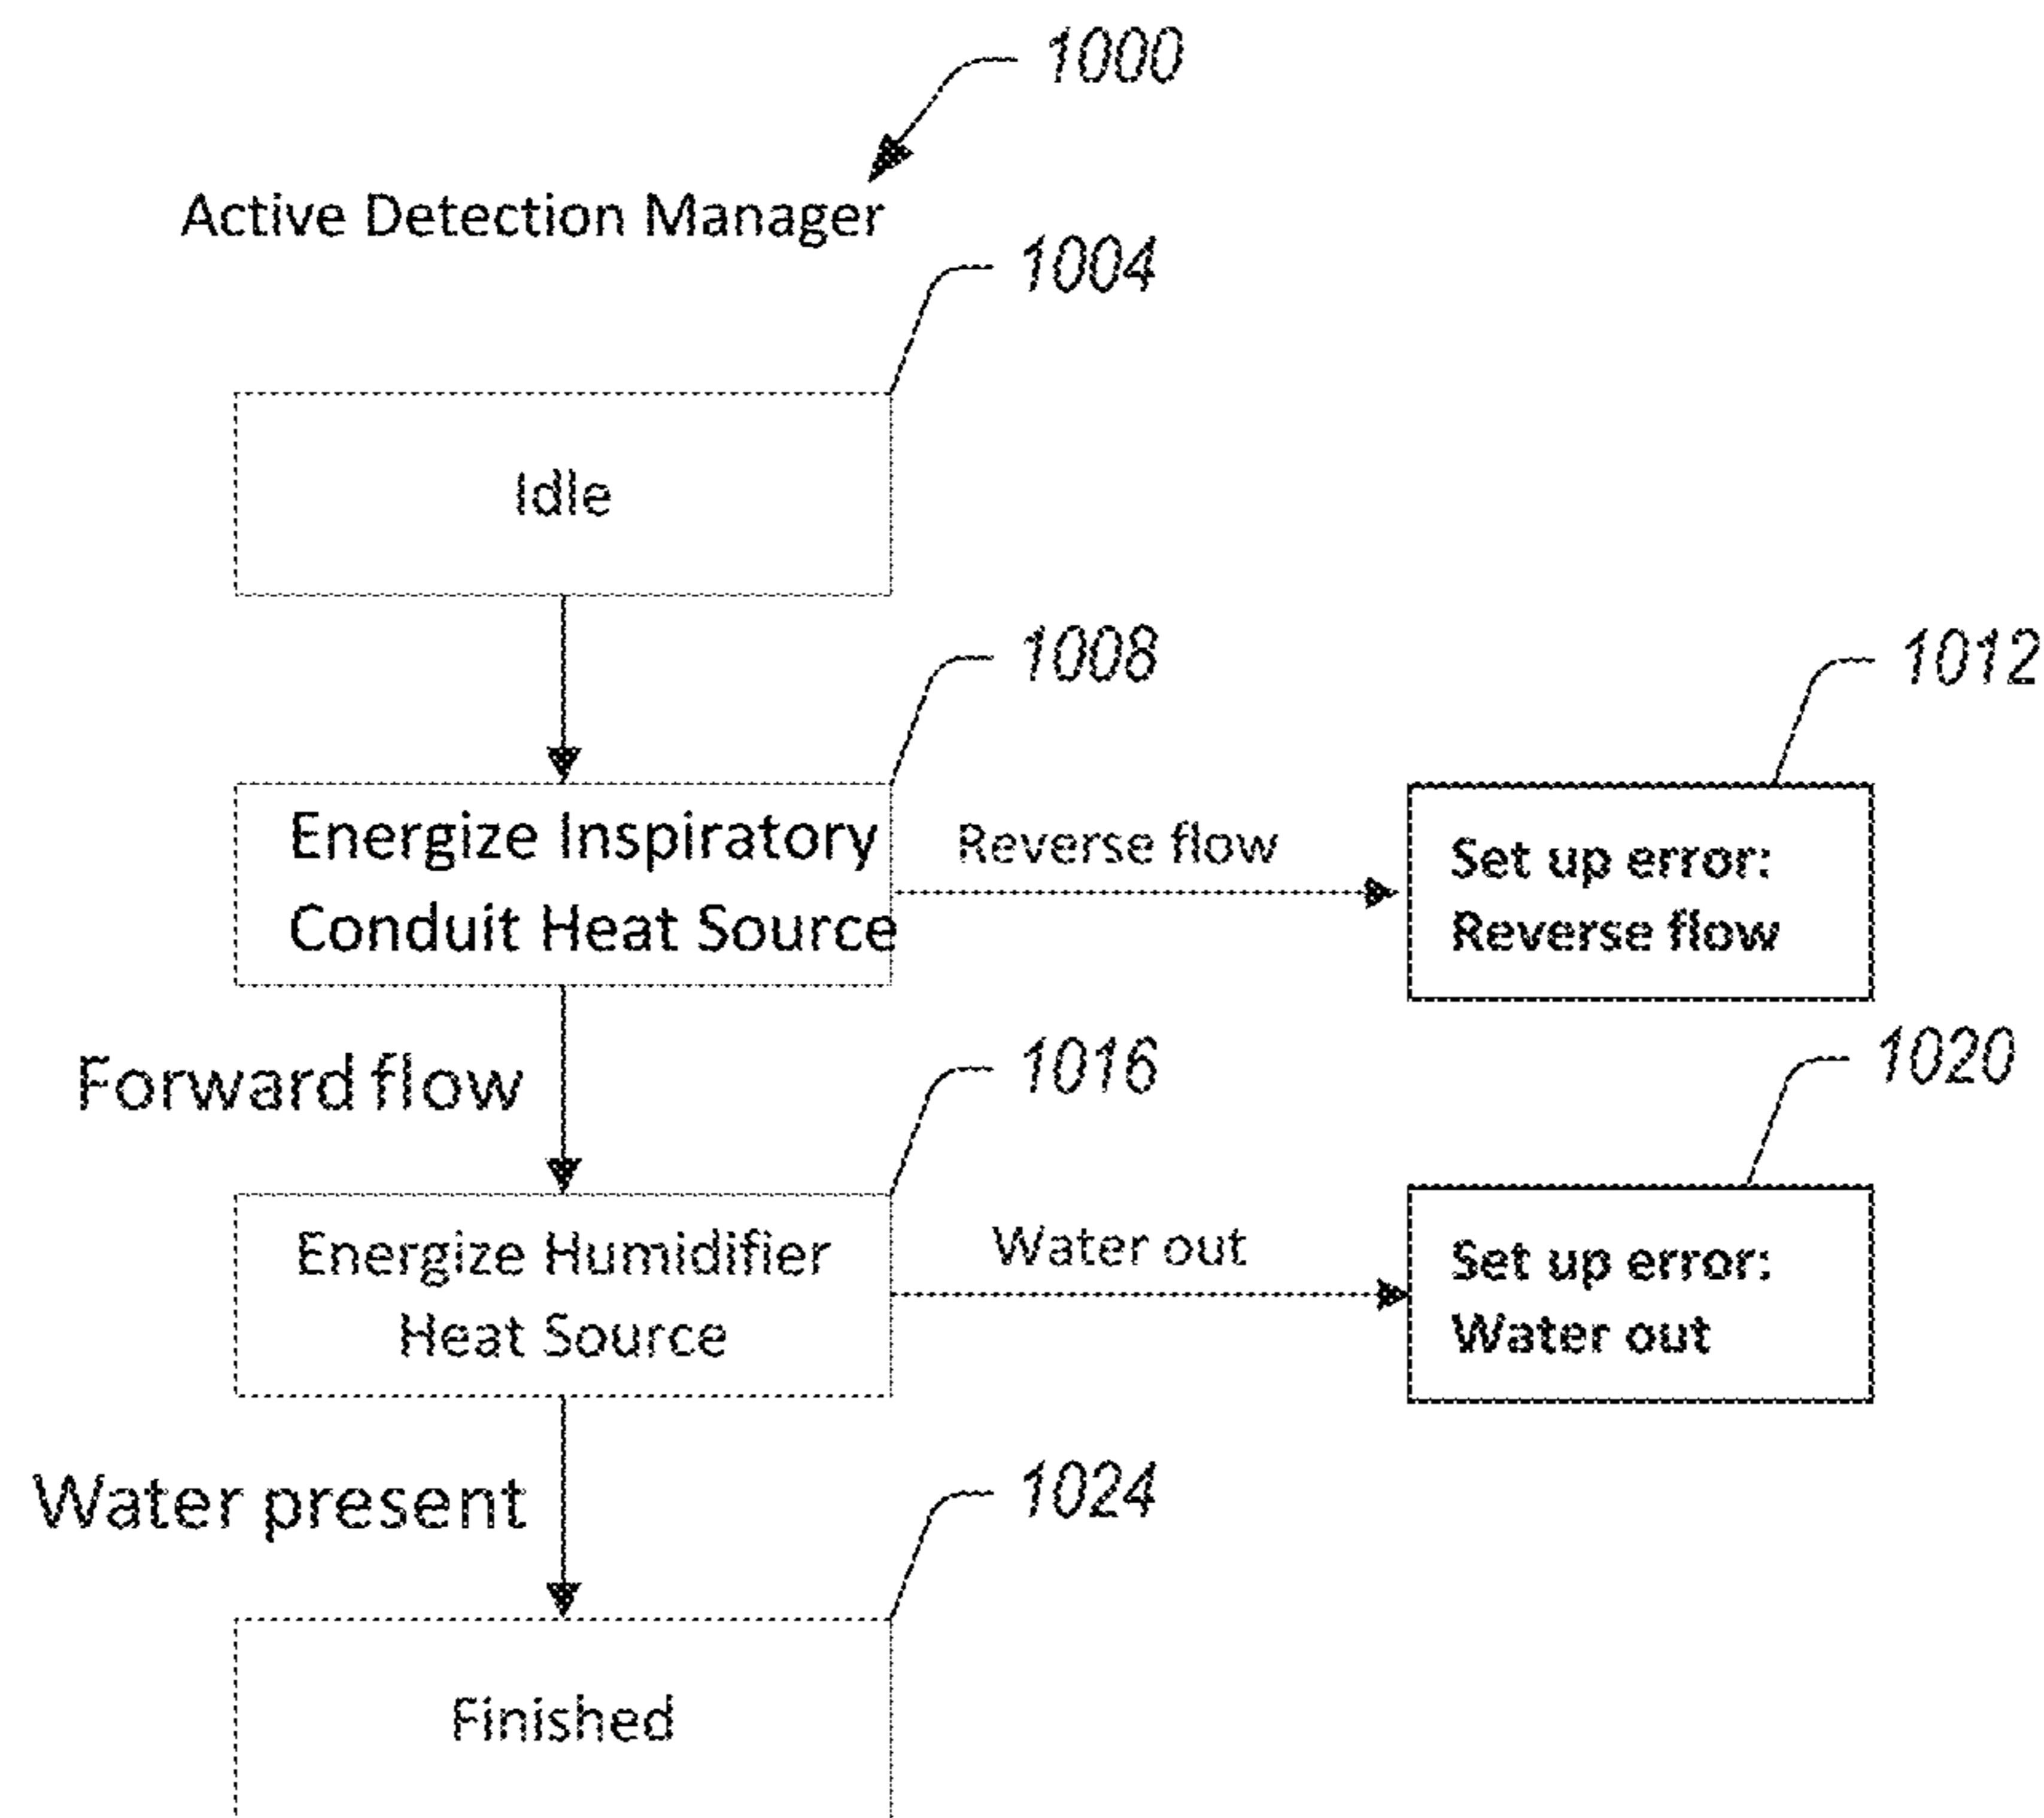 1000
Active Detection Manager
1004
Idle
1008
1012
Energize Inspiratory
Conduit Heat Source
Reverse flow
Set up error:
Reverse flow
Forward flow
1016
1020
Energize Humidifier
Heat Source
Water out
Set up error:
Water out
Water present
1024
Finished